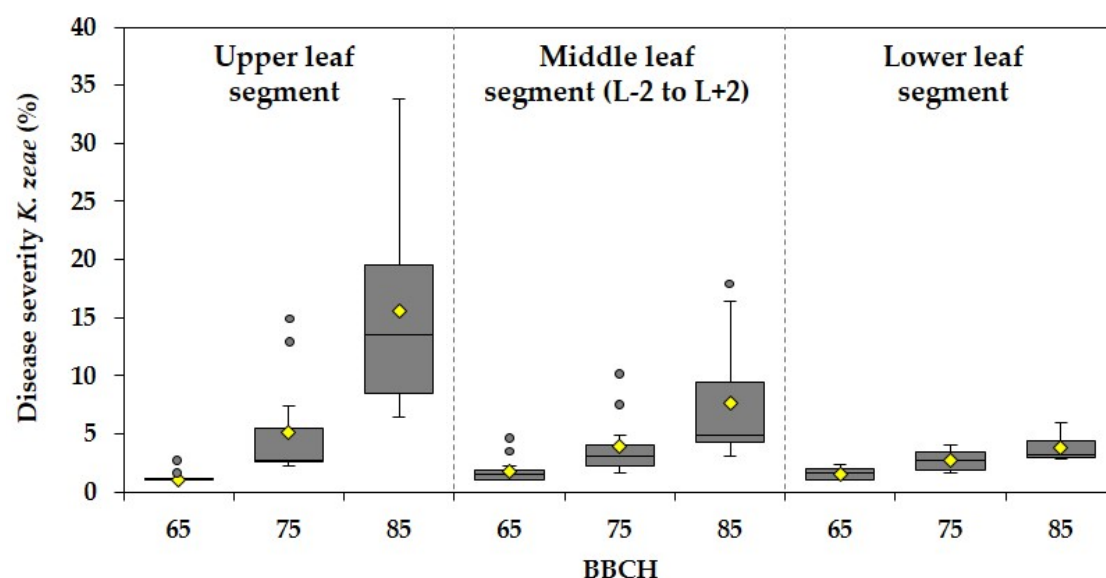 Disease severity K. zeae (%)
40
35
30
25
20
15
10
5
0
Upper leaf
segment
Middle leaf
segment (L-2 to L+2)
Lower leaf
segment
65 75 85 65 75 85 65 75 85
BBCH